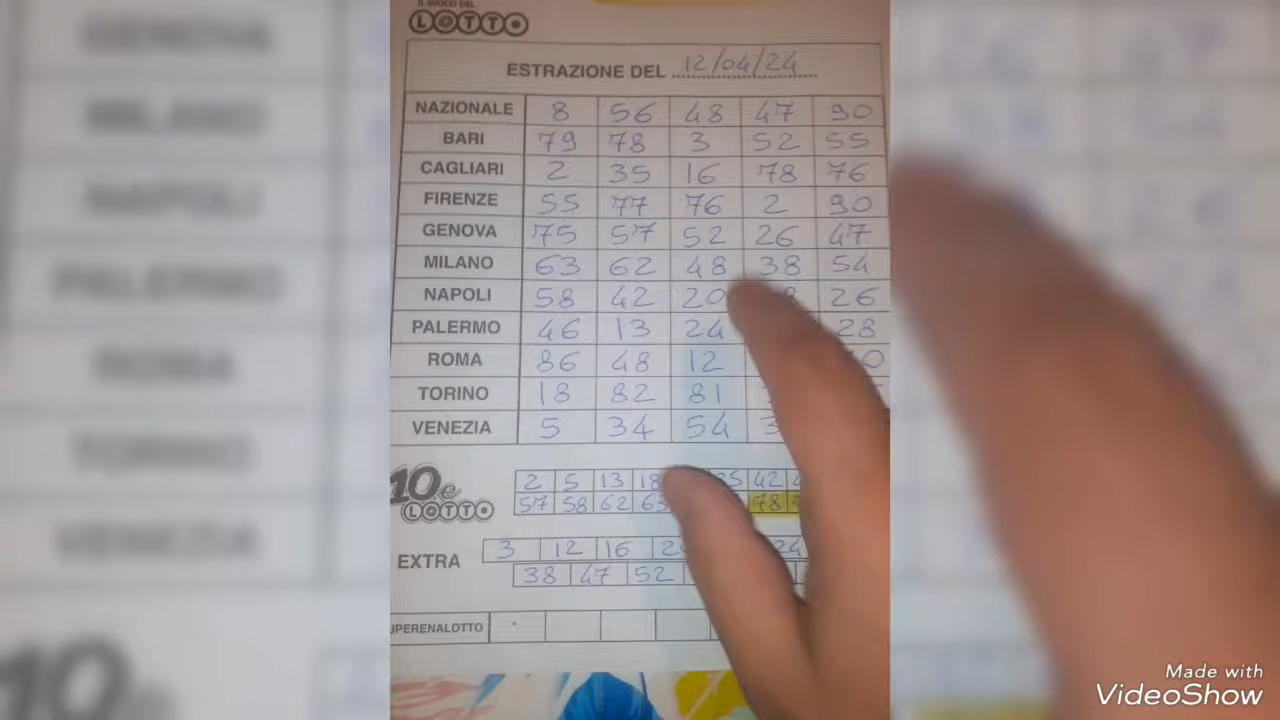 IL GIOCO DEL
LOTTO
ESTRAZIONE DEL 12/04/24
NAZIONALE 8 56 48 47 90
BARI 79 78 3 52 55
CAGLIARI 2 35 16 78 76
FIRENZE 55 77 76 2 90
GENOVA 75 57 52 26 47
MILANO 63 62 48 38 54
NAPOLI 58 42 20 26
PALERMO 46 13 24 28
ROMA 86 48 12
TORINO 18 82 81
VENEZIA 5 34 54
10e LOTTO
2 5 13 18 35 42
57 58 62 63 78
EXTRA
3 12 16 24
38 47 52
UPERENALOTTO
Made with
VideoShow